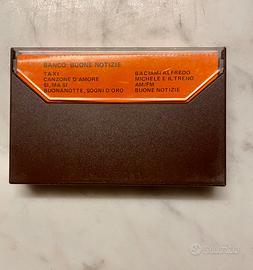 BANCO: BUONE NOTIZIE
TAXI
CANZONE D'AMORE
SI, MA SI
BUONANOTTE, SOGNI D'ORO
BACIAMI ALFREDO
MICHELE E IL TRENO
AM/FM
BUONE NOTIZIE
subito